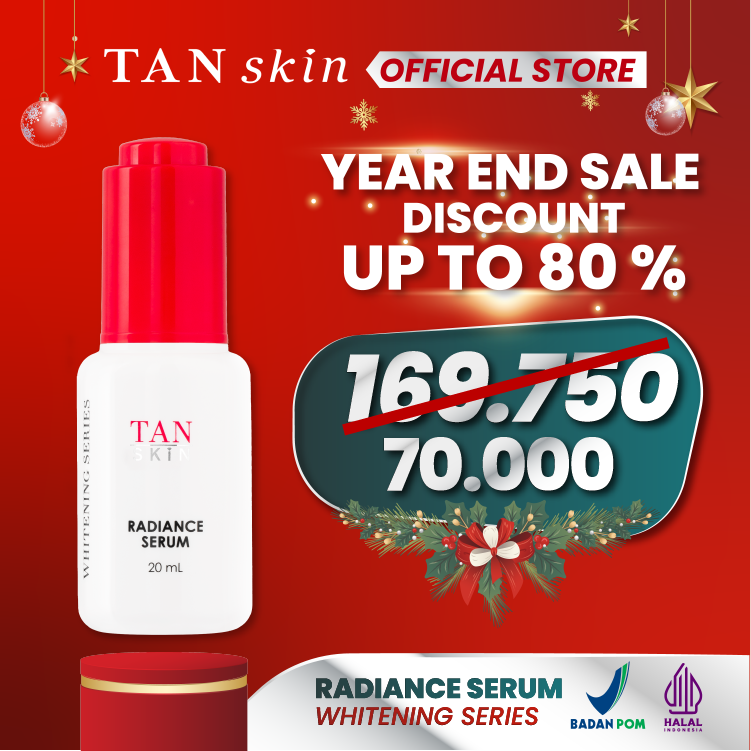 TAN skin OFFICIAL STORE
YEAR END SALE
DISCOUNT
UP TO 80 %
169.750
70.000
WHITENING SERIES
TAN
SKiN
RADIANCE
SERUM
20 mL
RADIANCE SERUM
WHITENING SERIES
BADAN POM
HALAL
INDONESIA